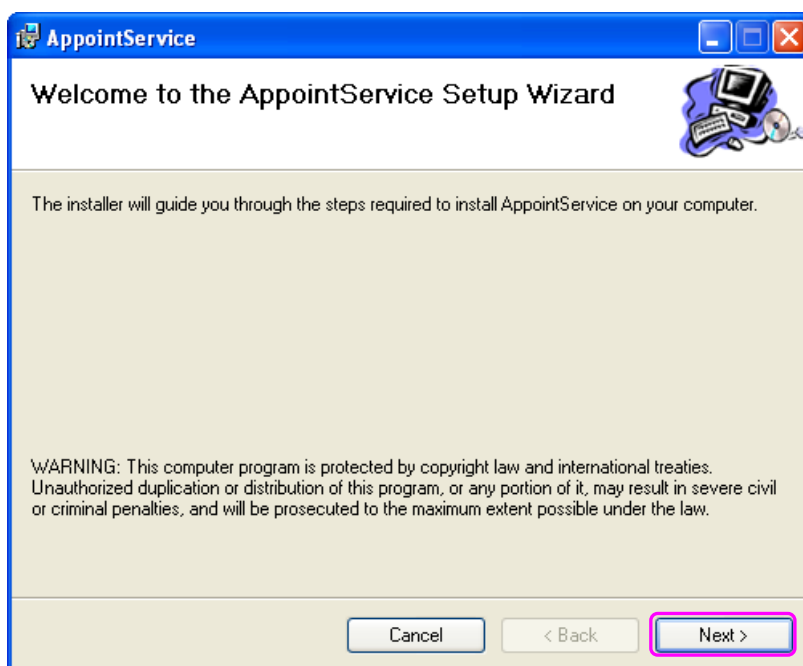 AppointService
Welcome to the AppointService Setup Wizard
The installer will guide you through the steps required to install AppointService on your computer.
WARNING: This computer program is protected by copyright law and international treaties.
Unauthorized duplication or distribution of this program, or any portion of it, may result in severe civil
or criminal penalties, and will be prosecuted to the maximum extent possible under the law.
Cancel
< Back
Next >